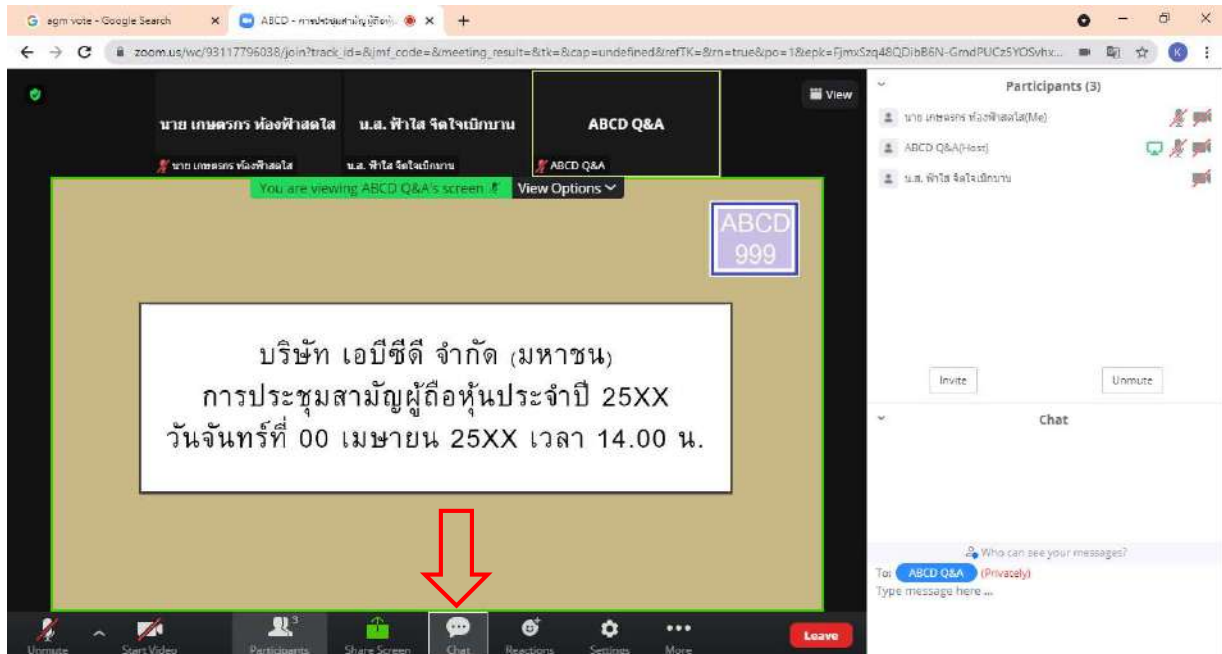 agm vote - Google Search
ABCD - การประชุมสามัญผู้ถือหุ้
zoom.us/wc/93117796038/join?track_id=&jmf_code=&meeting_result=&tk=&cap=undefined&refTK=&trn=true&po=1&epk=FjmxSzq48QDibB6N-GmdPUCz5YOSvhx...
K
View
นาย เกษตรกร ท้องฟ้าสดใส
น.ส. ฟ้าใส จิตใจเบิกบาน
ABCD Q&A
นาย เกษตรกร ท้องฟ้าสดใส
น.ส. ฟ้าใส จิตใจเบิกบาน
ABCD Q&A
You are viewing ABCD Q&A's screen
View Options
ABCD
999
บริษัท เอบีซีดี จำกัด (มหาชน)
การประชุมสามัญผู้ถือหุ้นประจำปี 25XX
วันจันทร์ที่ 00 เมษายน 25XX เวลา 14.00 น.
Unmute
Start Video
Participants
3
Share Screen
Chat
Reactions
Settings
More
Leave
Participants (3)
นาย เกษตรกร ท้องฟ้าสดใส(Me)
ABCD Q&A(Host)
น.ส. ฟ้าใส จิตใจเบิกบาน
Invite
Unmute
Chat
Who can see your messages?
To: ABCD Q&A (Privately)
Type message here ...